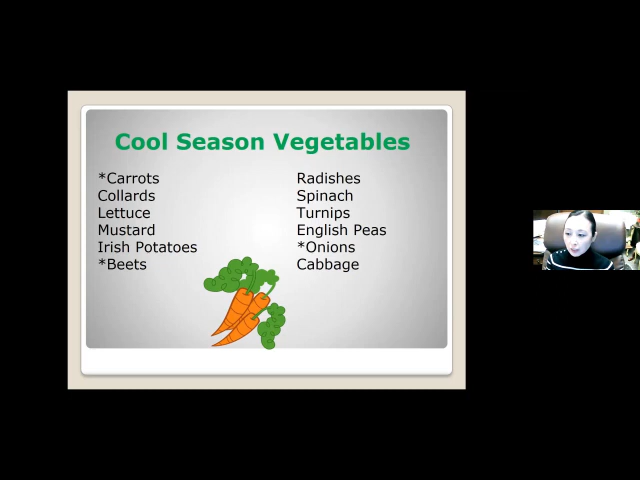 Cool Season Vegetables
*Carrots
Collards
Lettuce
Mustard
Irish Potatoes
*Beets
Radishes
Spinach
Turnips
English Peas
*Onions
Cabbage